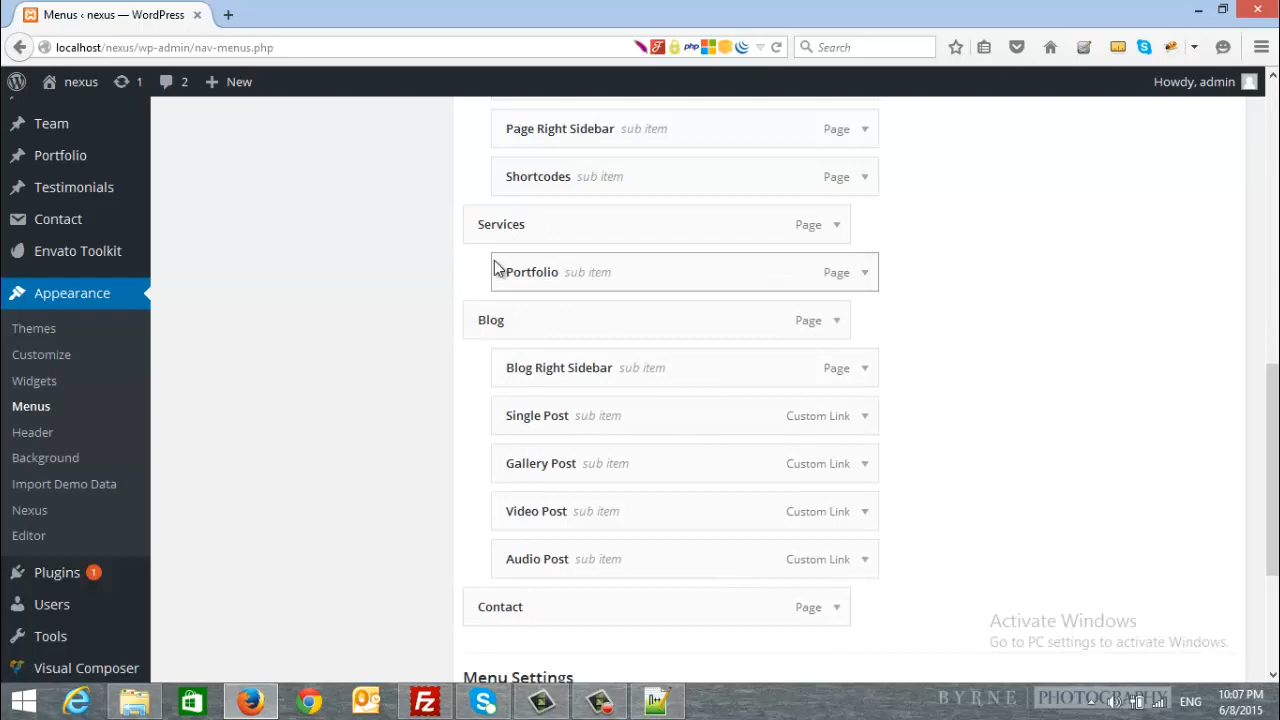 Menus ‹ nexus — WordPress
localhost/nexus/wp-admin/nav-menus.php
php
Search
nexus
1
2
New
Howdy, admin
Team
Portfolio
Testimonials
Contact
Envato Toolkit
Appearance
Themes
Customize
Widgets
Menus
Header
Background
Import Demo Data
Nexus
Editor
Plugins 1
Users
Tools
Visual Composer
Page Right Sidebar sub item Page
Shortcodes sub item Page
Services Page
Portfolio sub item Page
Blog Page
Blog Right Sidebar sub item Page
Single Post sub item Custom Link
Gallery Post sub item Custom Link
Video Post sub item Custom Link
Audio Post sub item Custom Link
Contact Page
Menu Settings
Activate Windows
Go to PC settings to activate Windows.
BYRNE PHOTOGRAPHY
ENG
10:07 PM
6/8/2015